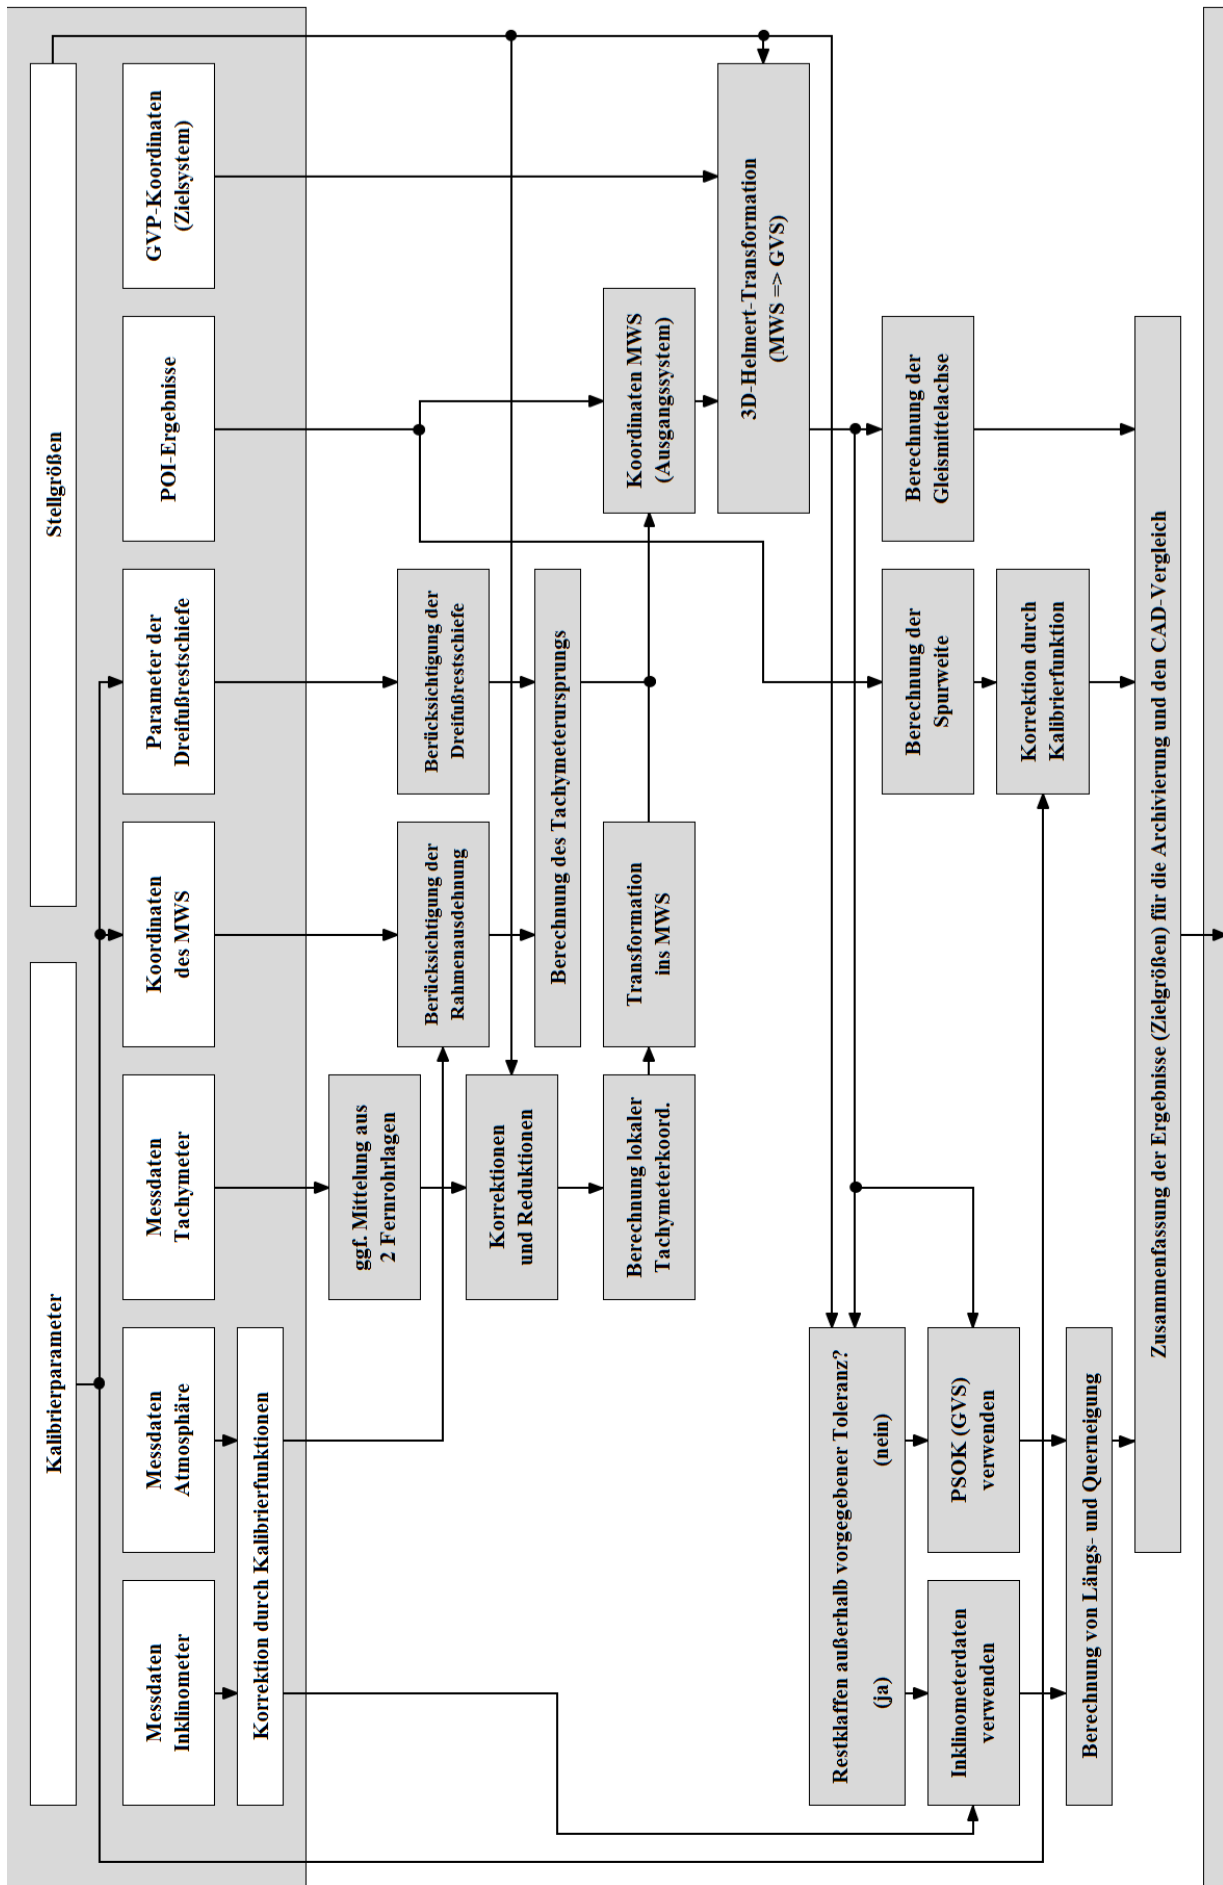 Kalibrierparameter
Stellgrößen
Messdaten
Inklinometer
Messdaten
Atmosphäre
Messdaten
Tachymeter
Koordinaten
des MWS
Parameter der
Dreifußrestschiefe
POI-Ergebnisse
GVP-Koordinaten
(Zielsystem)
Korrektion durch Kalibrierfunktionen
ggf. Mittelung aus
2 Fernrohrlagen
Berücksichtigung der
Rahmenausdehnung
Berücksichtigung der
Dreifußrestschiefe
Korrektionen
und Reduktionen
Berechnung des Tachymeterursprungs
Berechnung lokaler
Tachymeterkoord.
Transformation
ins MWS
Koordinaten MWS
(Ausgangssystem)
3D-Helmert-Transformation
(MWS => GVS)
Restklaffen außerhalb vorgegebener Toleranz?
(ja)
(nein)
Berechnung der
Spurweite
Berechnung der
Gleismittelachse
Inklinometerdaten
verwenden
PSOK (GVS)
verwenden
Korrektion durch
Kalibrierfunktion
Berechnung von Längs- und Querneigung
Zusammenfassung der Ergebnisse (Zielgrößen) für die Archivierung und den CAD-Vergleich